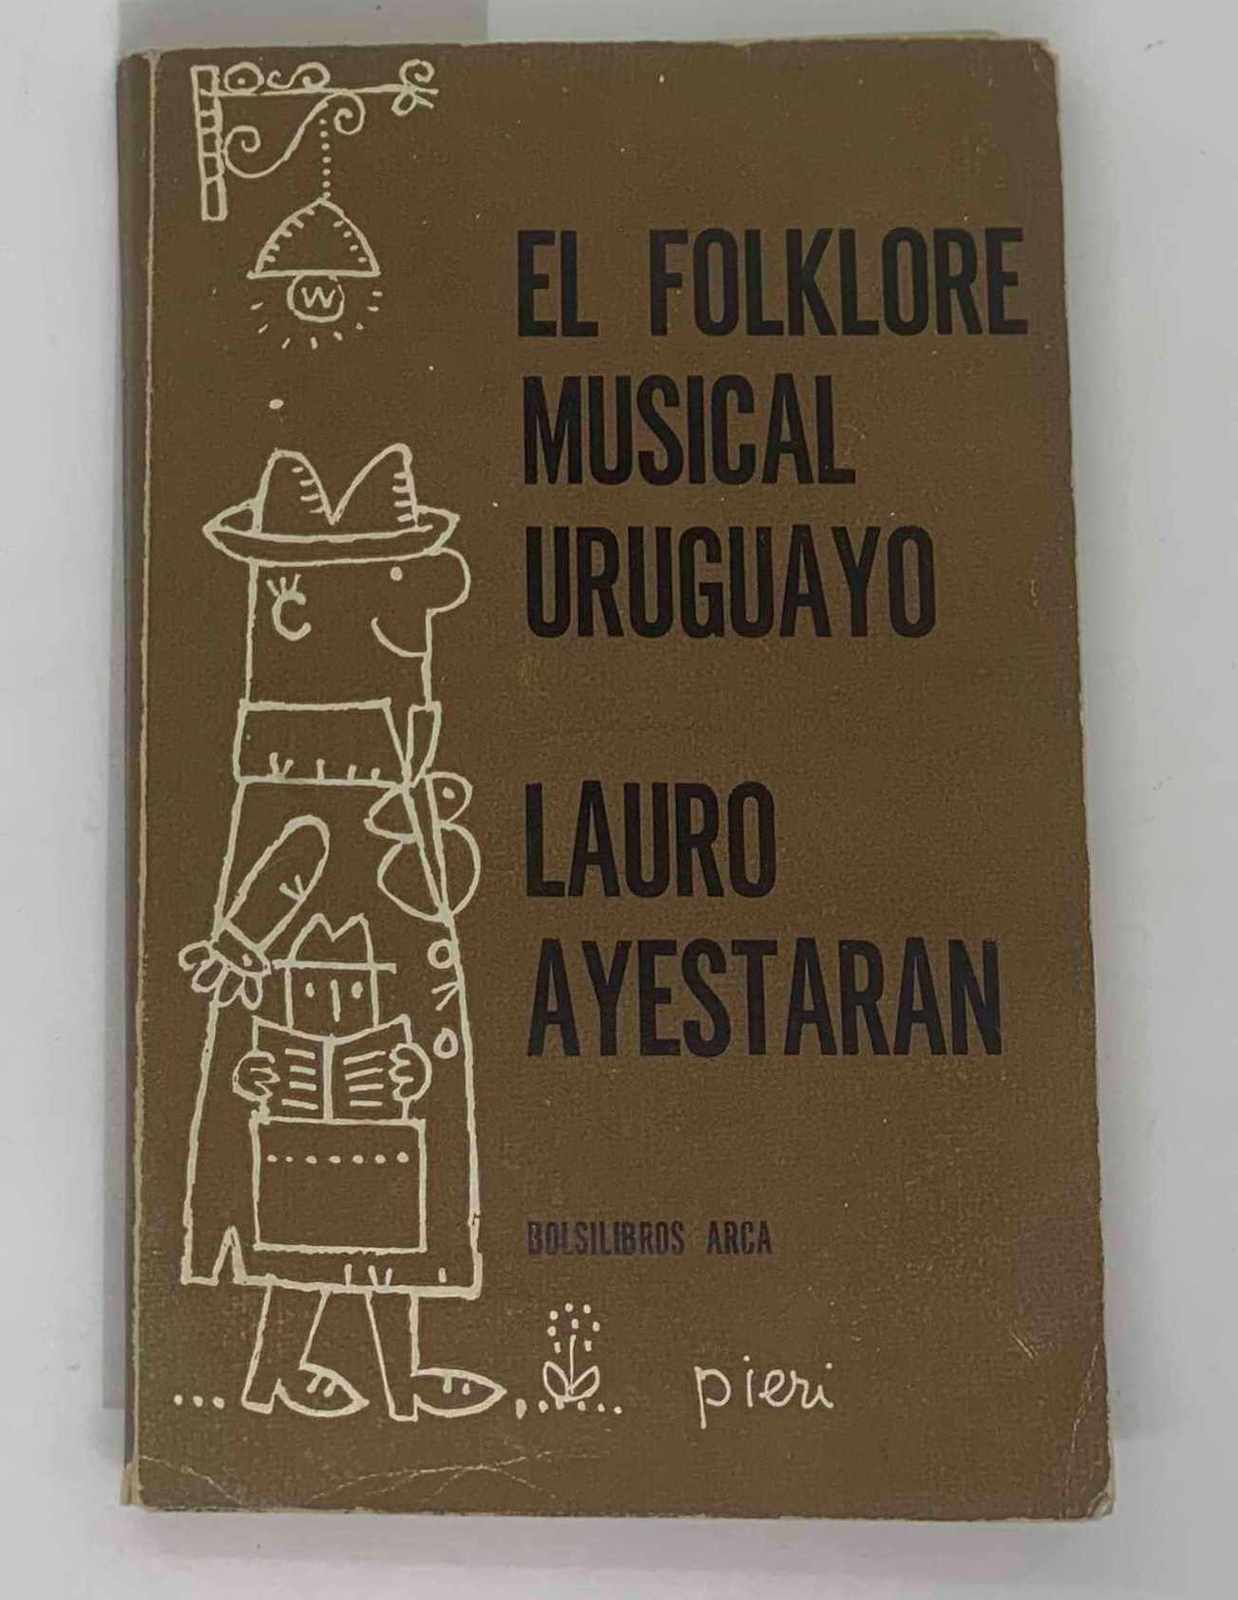 EL FOLKLORE
MUSICAL
URUGUAYO
LAURO
AYESTARAN
BOLSILIBROS ARCA
pieri